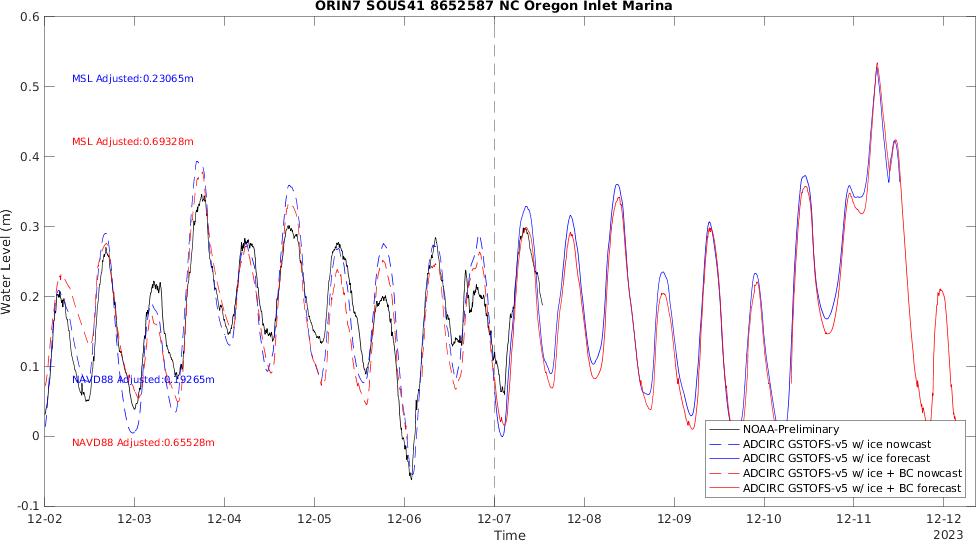 ORIN7 SOUS41 8652587 NC Oregon Inlet Marina
0.6
0.5
0.4
0.3
0.2
0.1
0
-0.1
Water Level (m)
MSL Adjusted:0.23065m
MSL Adjusted:0.69328m
NAVD88 Adjusted:0.19265m
NAVD88 Adjusted:0.65528m
NOAA-Preliminary
ADCIRC GSTOFS-v5 w/ ice nowcast
ADCIRC GSTOFS-v5 w/ ice forecast
ADCIRC GSTOFS-v5 w/ ice + BC nowcast
ADCIRC GSTOFS-v5 w/ ice + BC forecast
12-02 12-03 12-04 12-05 12-06 12-07 12-08 12-09 12-10 12-11 12-12
2023
Time